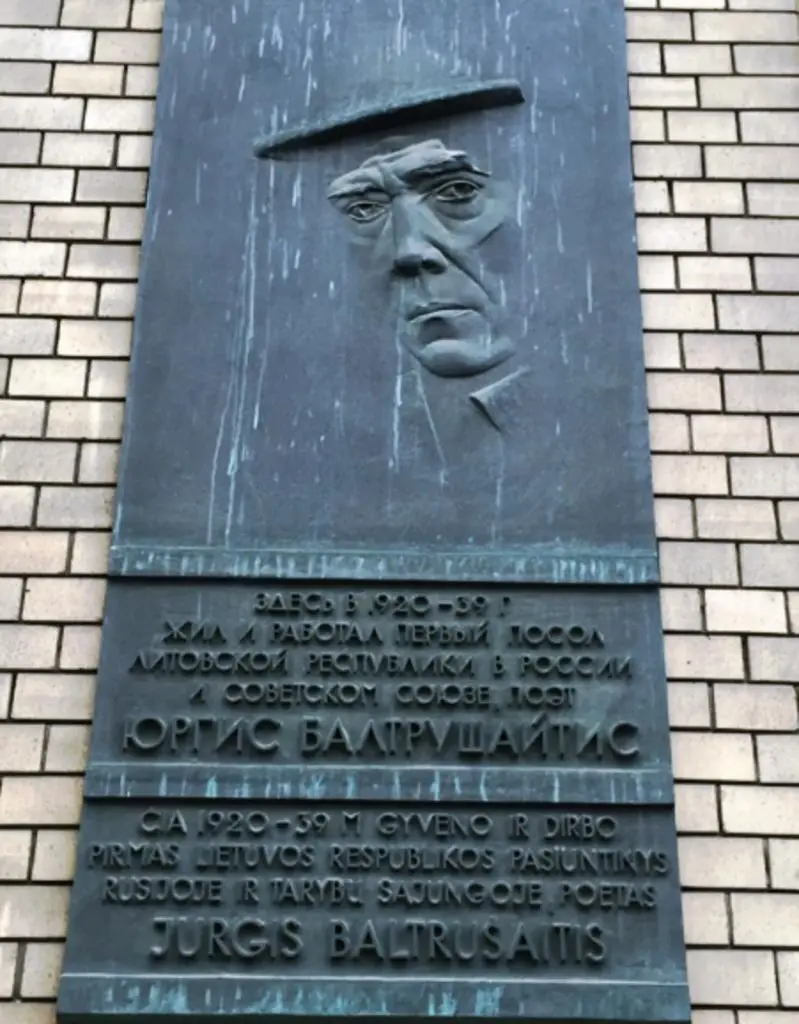 ЗДЕСЬ В 1920-39 Г
ЖИЛ И РАБОТАЛ ПЕРВЫЙ ПОСОЛ
ЛИТОВСКОЙ РЕСПУБЛИКИ В РОССИИ
И СОВЕТСКОМ СОЮЗЕ, ПОЭТ
ЮРГИС БАЛТРУШАЙТИС
ČIA 1920-39 M GYVENO IR DIRBO
PIRMAS LIETUVOS RESPUBLIKOS PASIUNTINYS
RUSIJOJE IR TARYBŲ SĄJUNGOJE, POETAS
JURGIS BALTRUŠAITIS